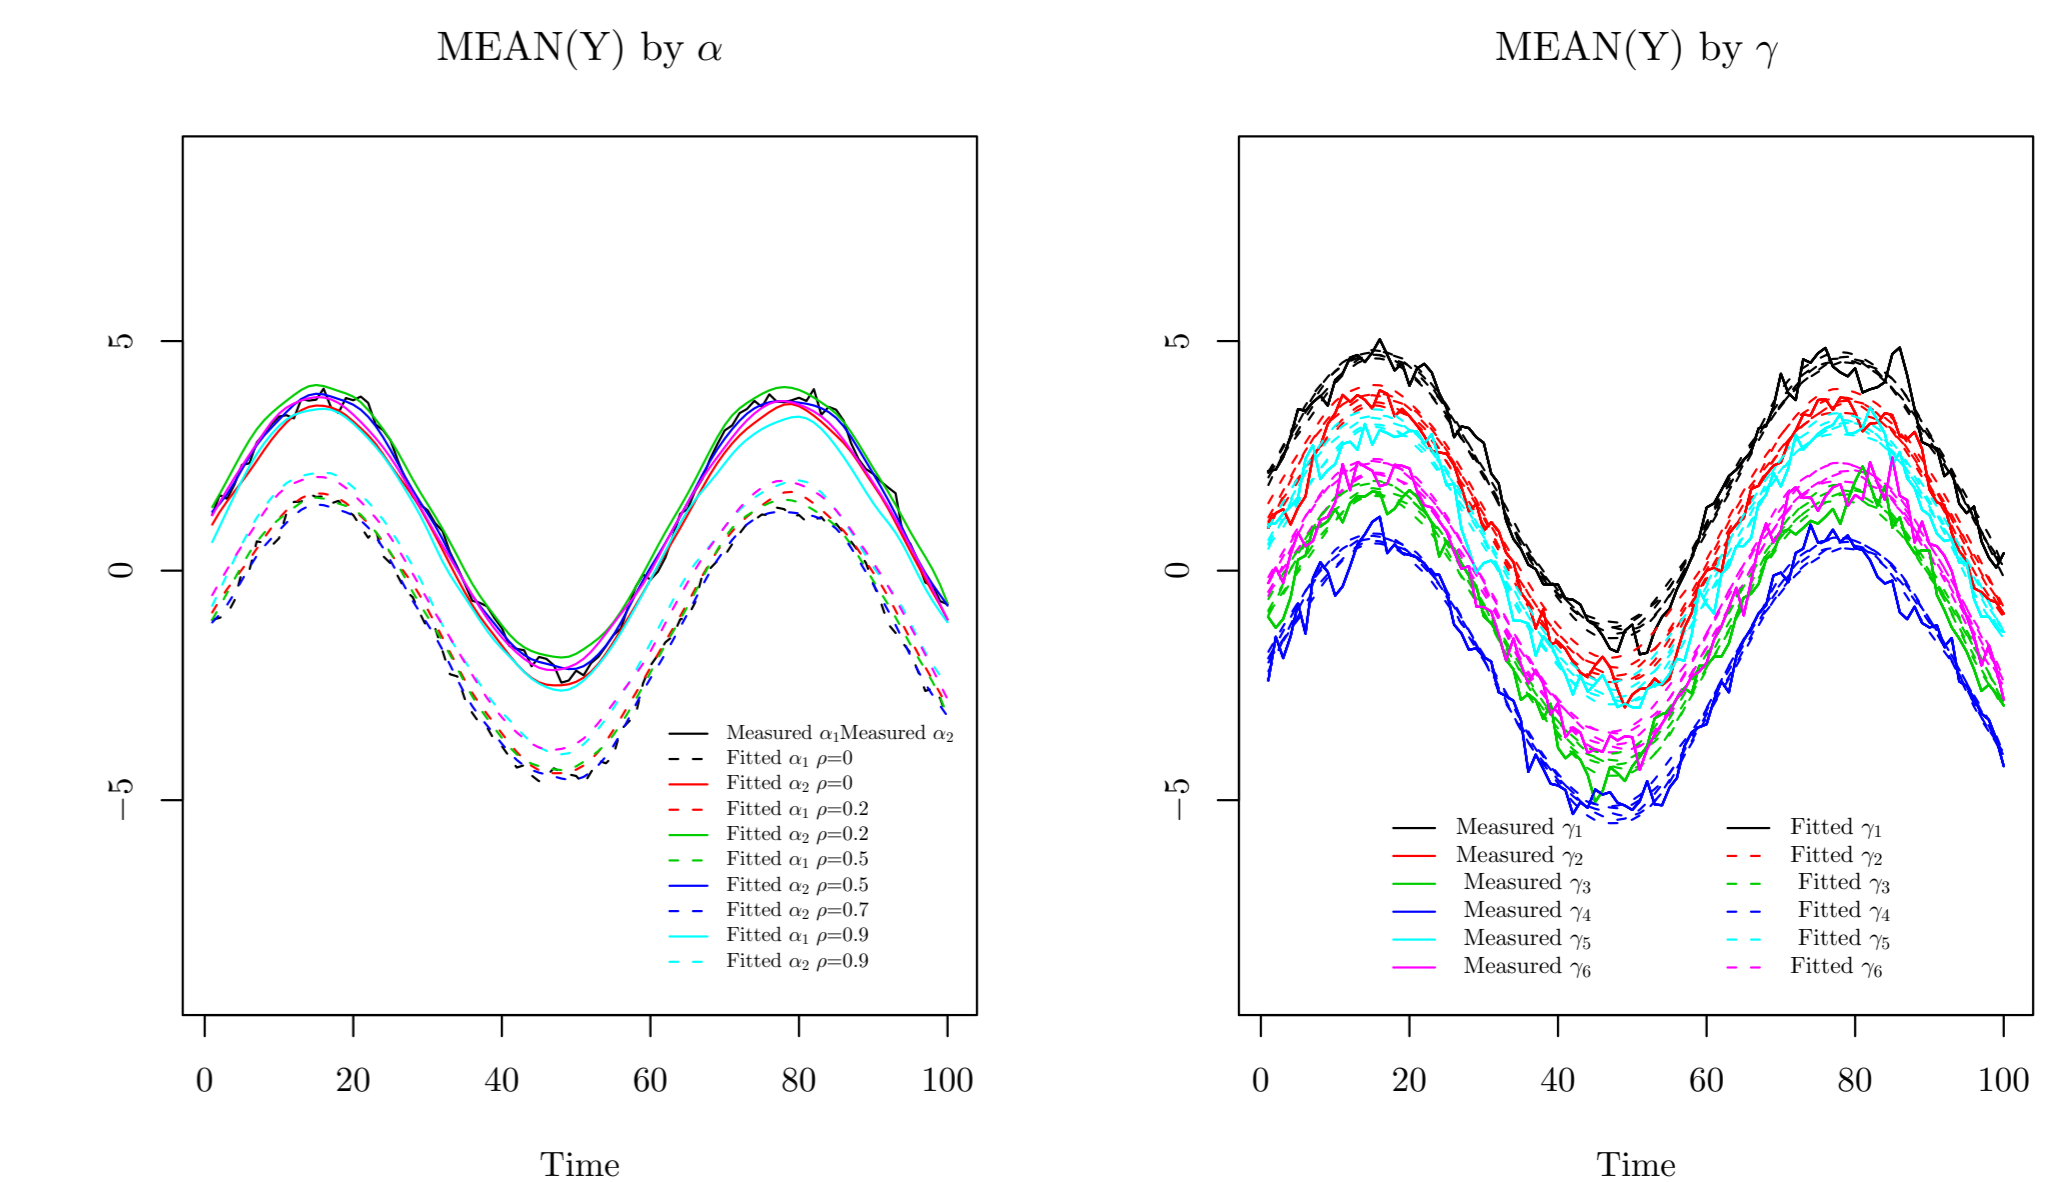 MEAN(Y) by α
5
0
−5
Measured α₁Measured α₂
Fitted α₁ ρ=0
Fitted α₂ ρ=0
Fitted α₁ ρ=0.2
Fitted α₂ ρ=0.2
Fitted α₁ ρ=0.5
Fitted α₂ ρ=0.5
Fitted α₂ ρ=0.7
Fitted α₁ ρ=0.9
Fitted α₂ ρ=0.9
0 20 40 60 80 100
Time
MEAN(Y) by γ
5
0
−5
Measured γ₁
Measured γ₂
Measured γ₃
Measured γ₄
Measured γ₅
Measured γ₆
Fitted γ₁
Fitted γ₂
Fitted γ₃
Fitted γ₄
Fitted γ₅
Fitted γ₆
0 20 40 60 80 100
Time